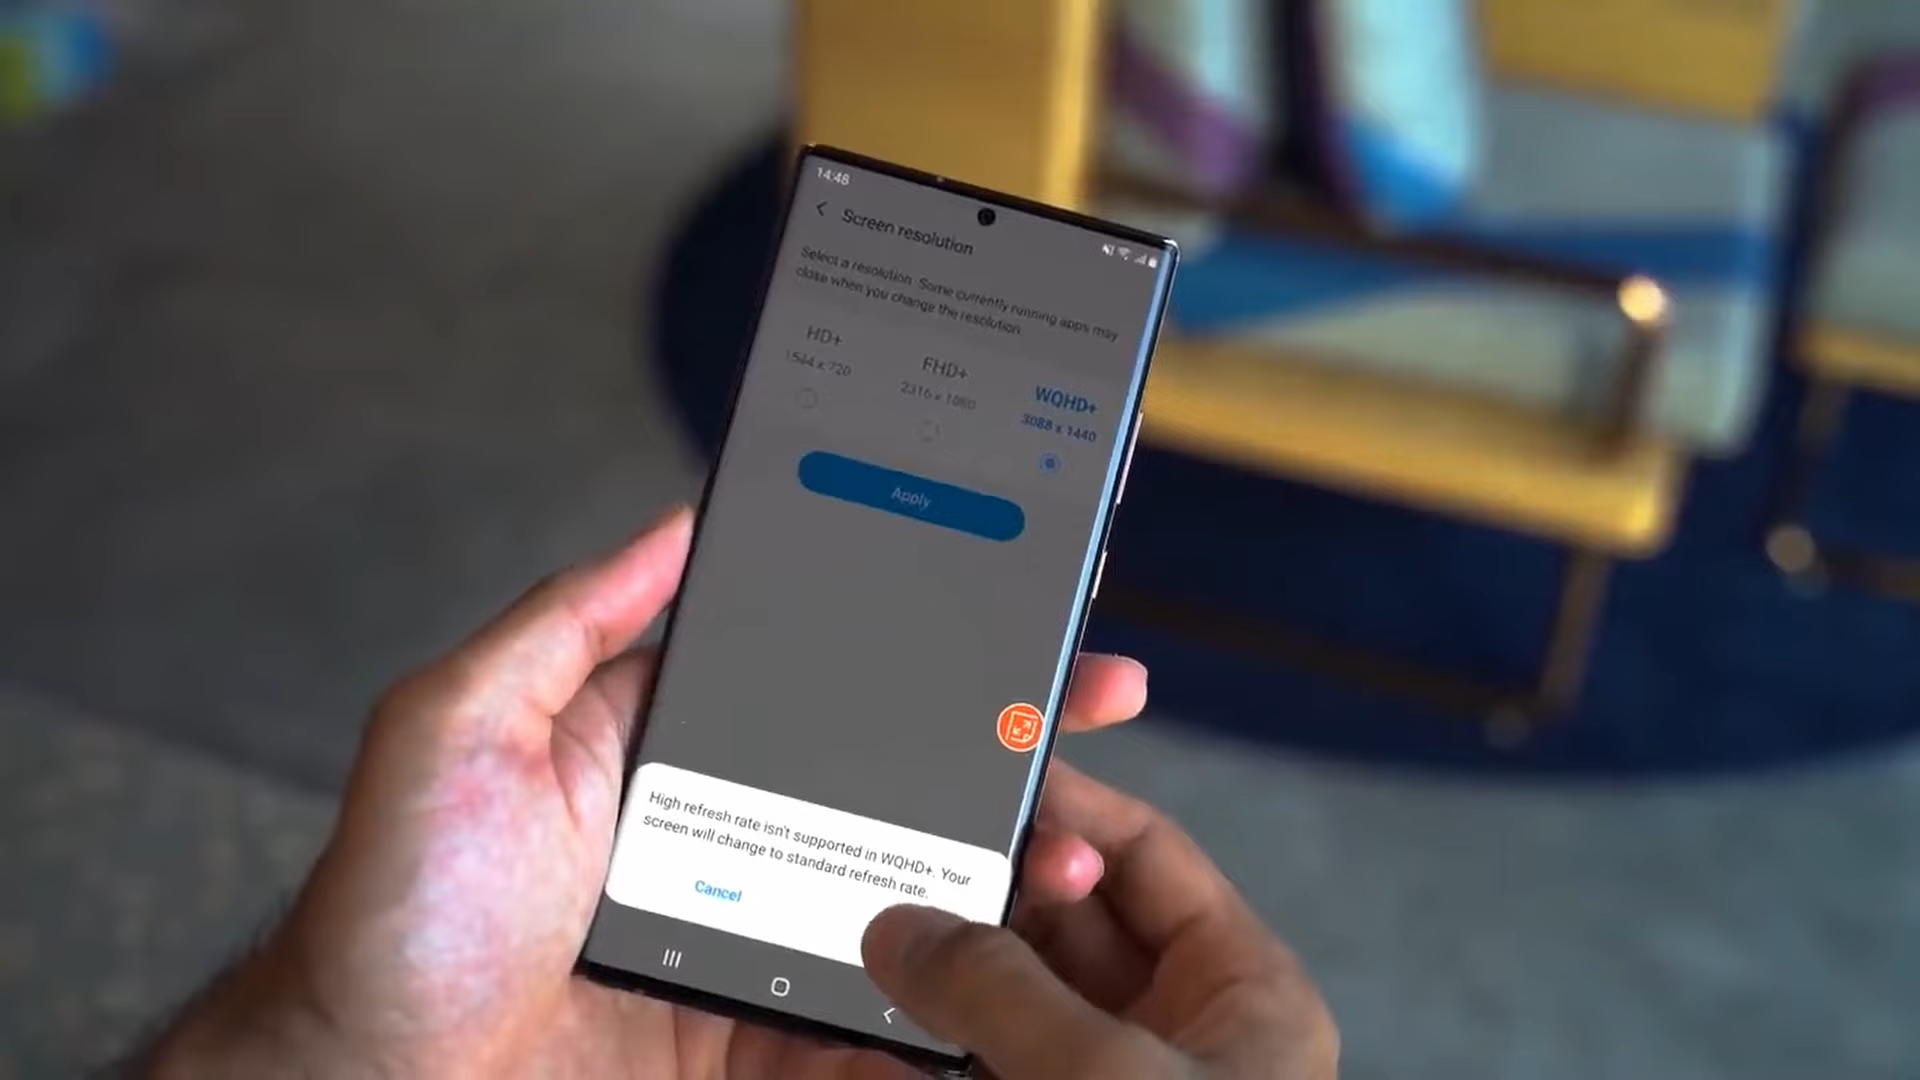 14:48
Screen resolution
Select a resolution. Some currently running apps may
close when you change the resolution.
HD+
1544 x 720
FHD+
2316 x 1080
WQHD+
3088 x 1440
Apply
High refresh rate isn't supported in WQHD+. Your
screen will change to standard refresh rate.
Cancel